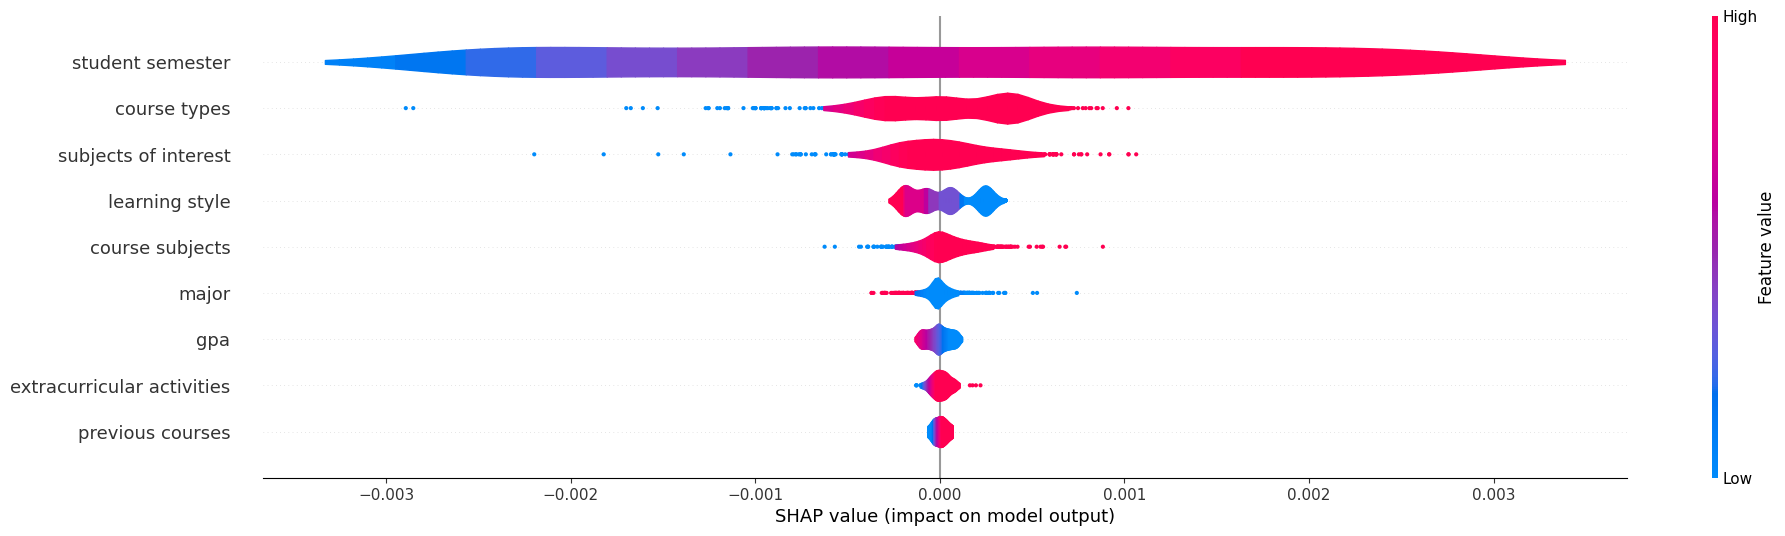 High
student semester
course types
subjects of interest
learning style
course subjects
major
gpa
extracurricular activities
previous courses
Feature value
Low
−0.003
−0.002
−0.001
0.000
0.001
0.002
0.003
SHAP value (impact on model output)